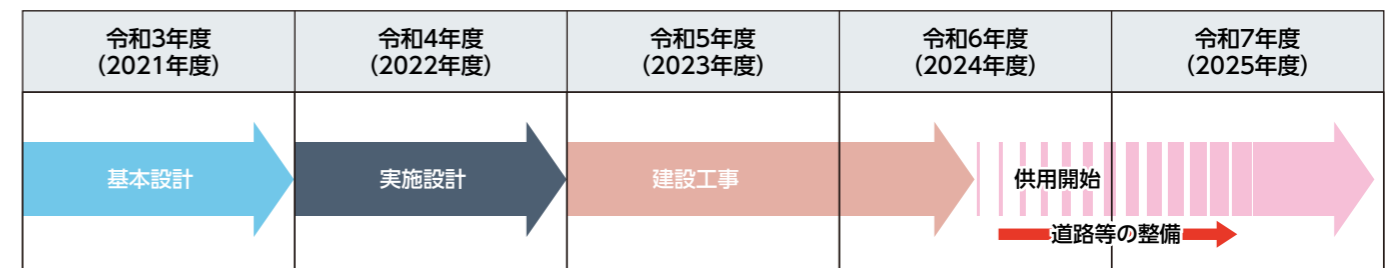 令和3年度
(2021年度)
令和4年度
(2022年度)
令和5年度
(2023年度)
令和6年度
(2024年度)
令和7年度
(2025年度)
基本設計
実施設計
建設工事
供用開始
道路等の整備